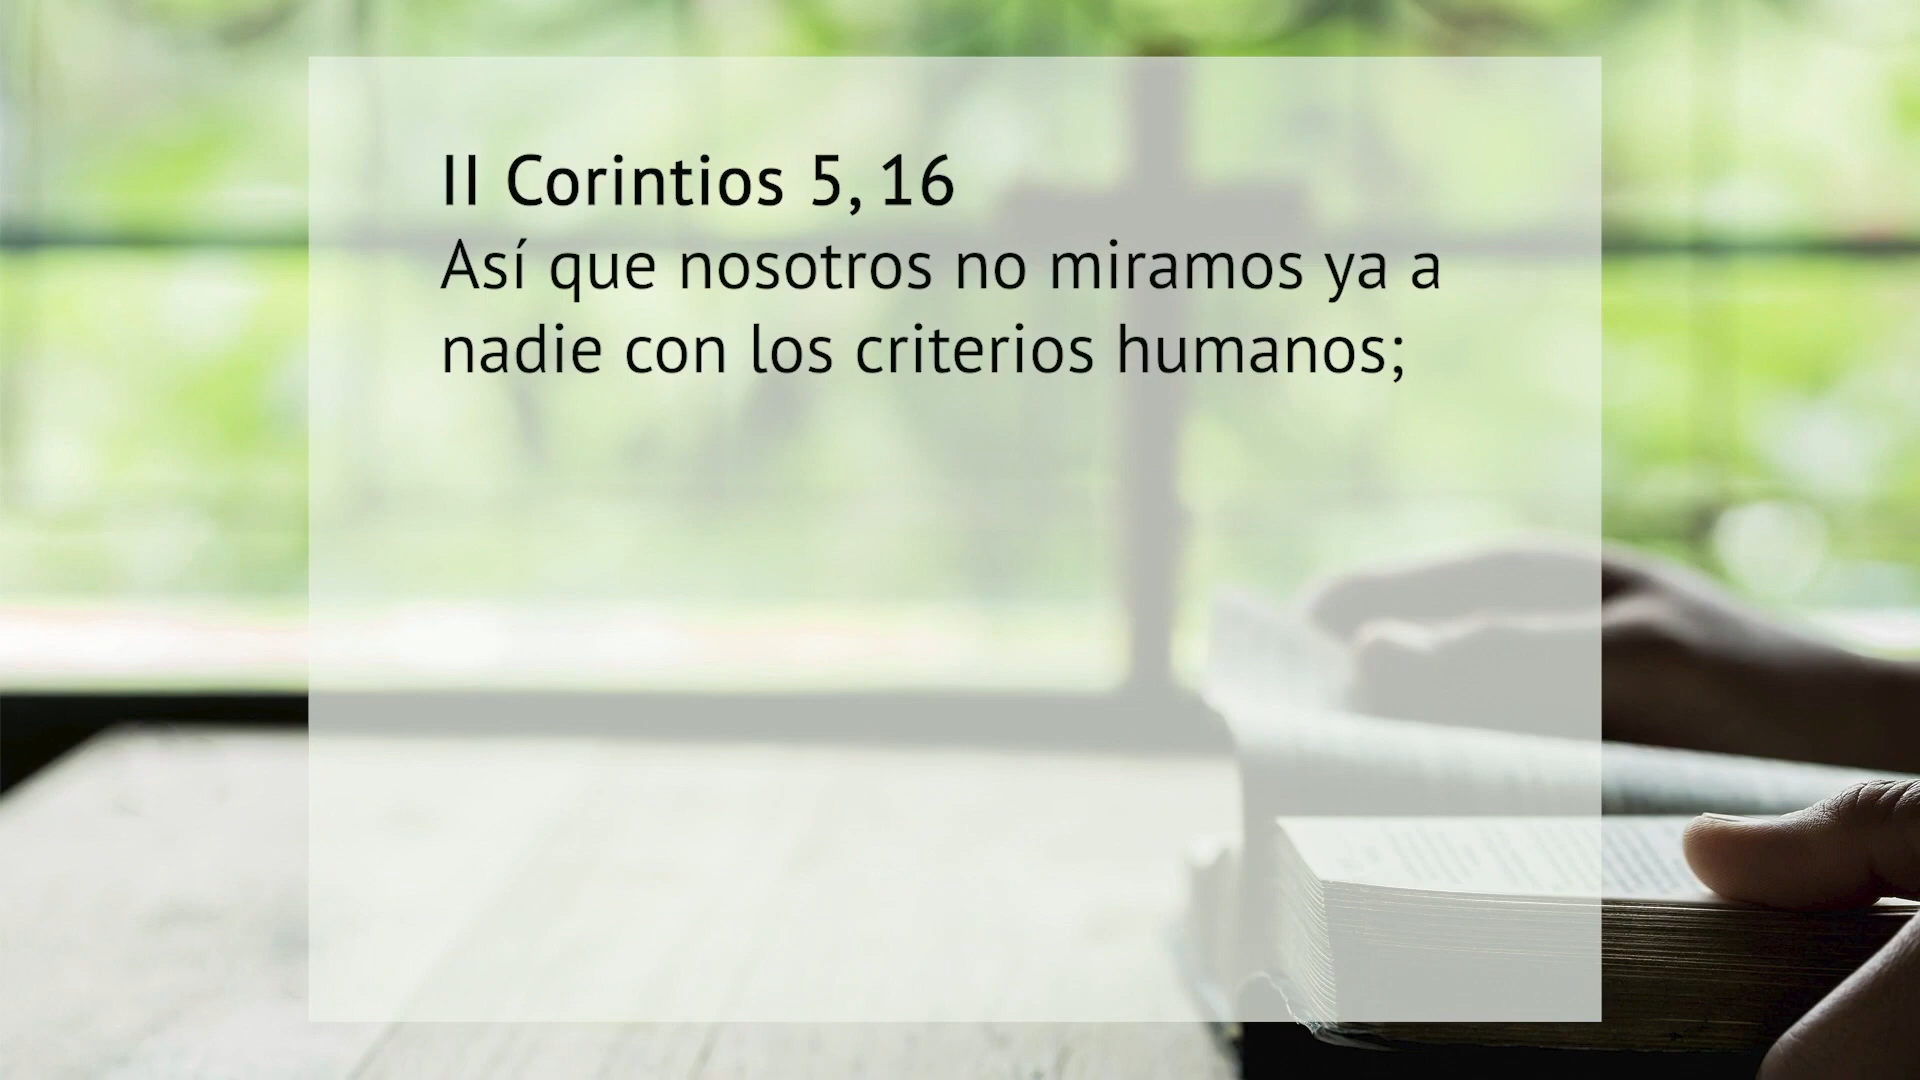 II Corintios 5, 16
Así que nosotros no miramos ya a
nadie con los criterios humanos;